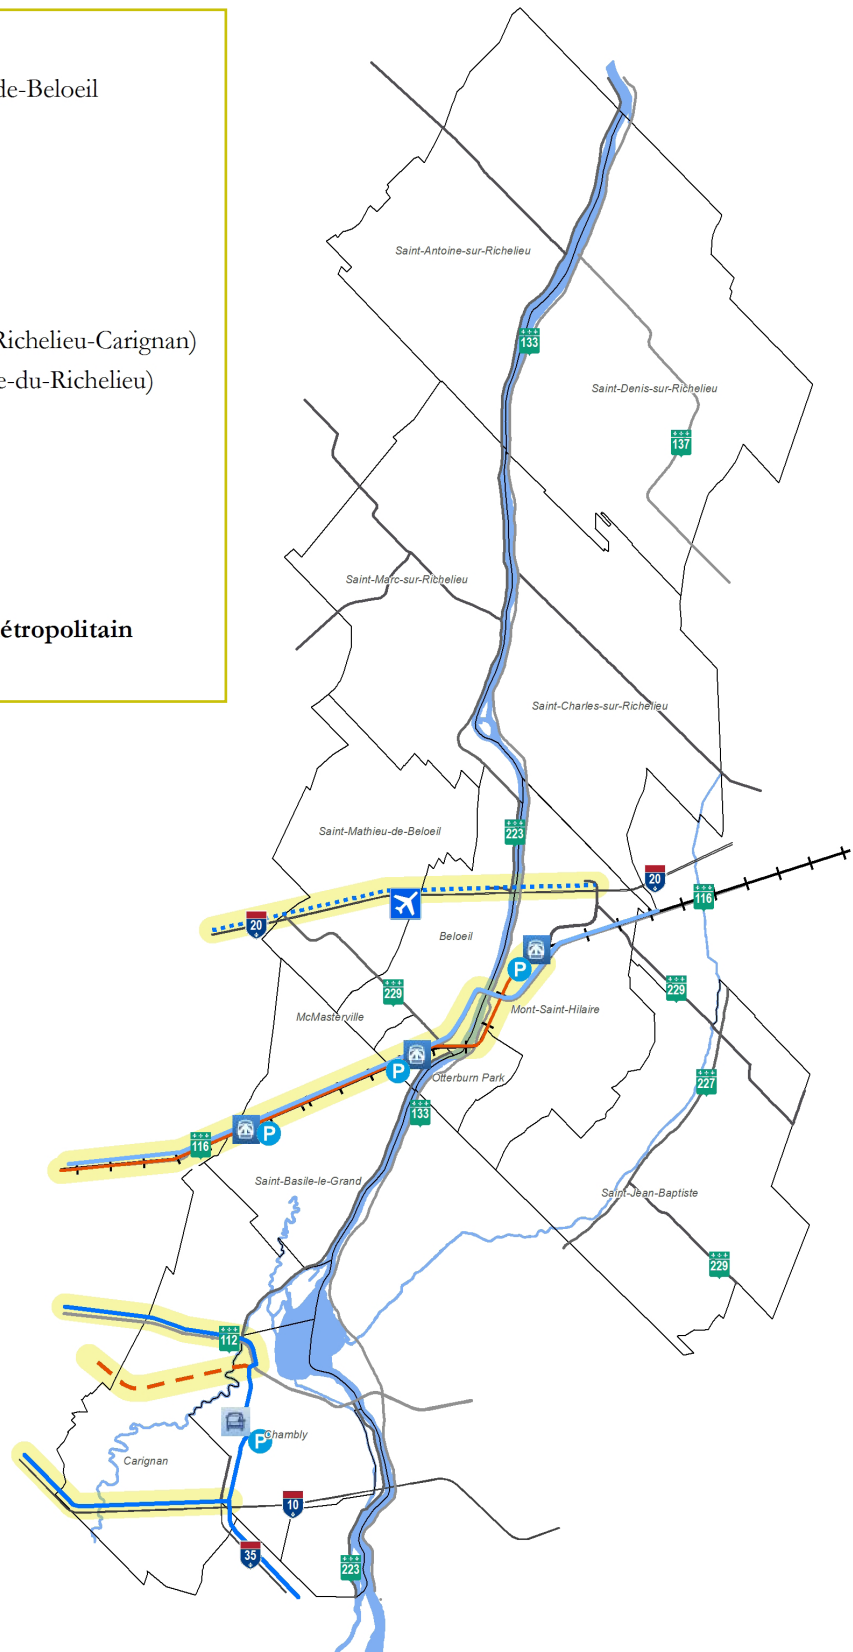 de-Beloeil
Richelieu-Carignan)
e-du-Richelieu)
étropolitain
Saint-Antoine-sur-Richelieu
133
Saint-Denis-sur-Richelieu
137
Saint-Marc-sur-Richelieu
Saint-Charles-sur-Richelieu
Saint-Mathieu-de-Beloeil
223
20
116
20
Beloeil
229
229
McMasterville
P
Mont-Saint-Hilaire
P
Otterburn Park
227
133
116
P
Saint-Basile-le-Grand
Saint-Jean-Baptiste
229
112
P
Chambly
Carignan
10
35
223